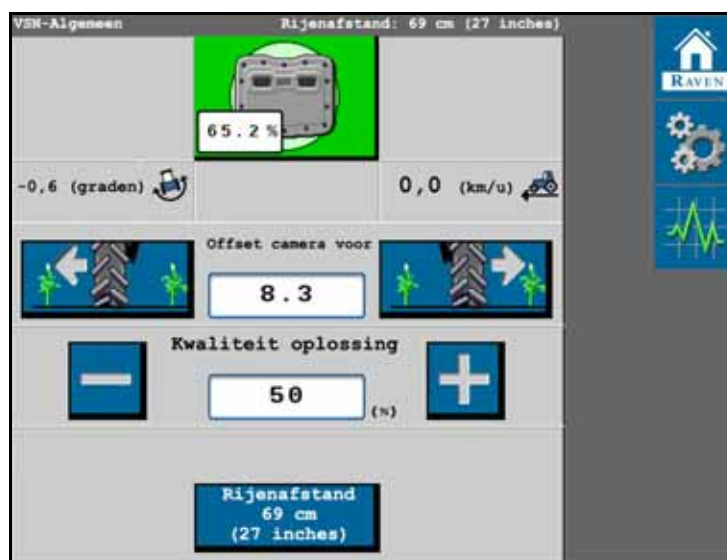 VSN-Algemeen
Rijenafstand: 69 cm (27 inches)
RAVEN
65.2 %
-0,6 (graden)
0,0 (km/u)
Offset camera voor
8.3
Kwaliteit oplossing
50
(%)
Rijenafstand
69 cm
(27 inches)